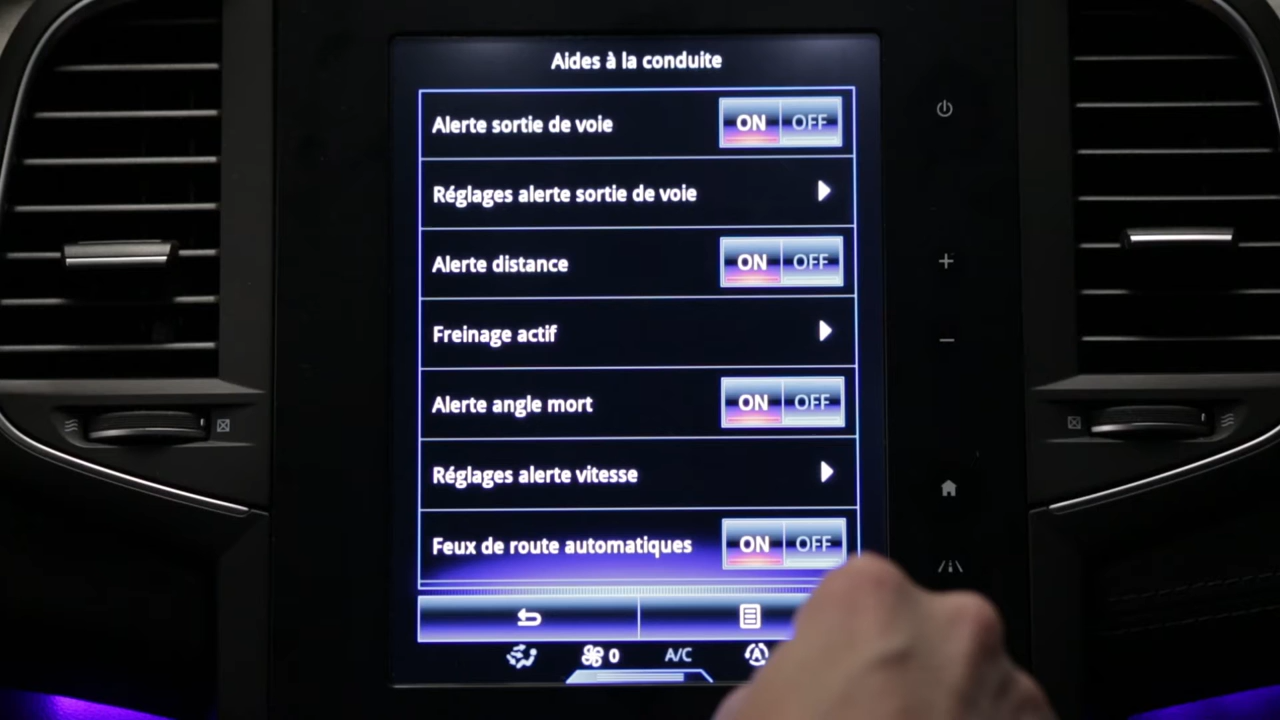 Aides à la conduite
Alerte sortie de voie ON OFF
Réglages alerte sortie de voie
Alerte distance ON OFF
Freinage actif
Alerte angle mort ON OFF
Réglages alerte vitesse
Feux de route automatiques ON OFF
0 A/C